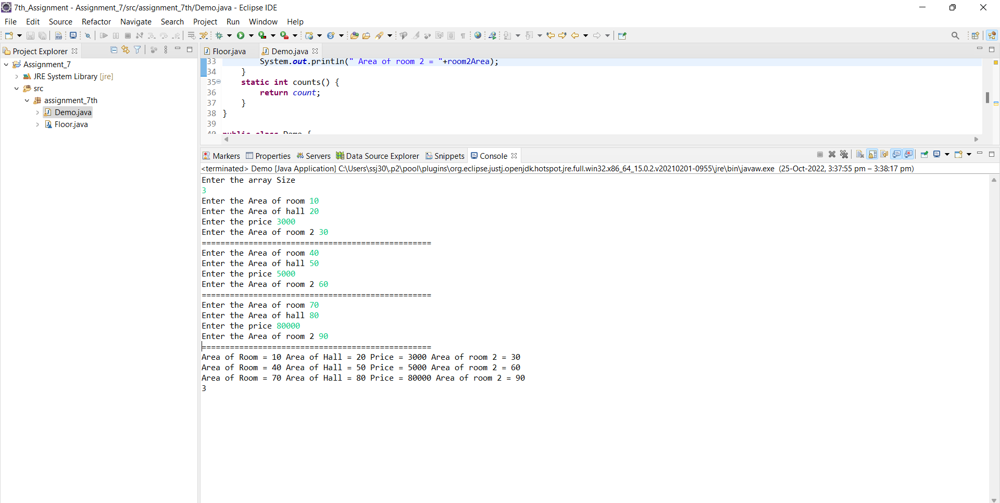 7th_Assignment - Assignment_7/src/assignment_7th/Demo.java - Eclipse IDE
File Edit Source Refactor Navigate Search Project Run Window Help
Project Explorer
Assignment_7
JRE System Library [jre]
src
assignment_7th
Demo.java
Floor.java
Floor.java Demo.java
33 System.out.println(" Area of room 2 = "+room2Area);
34 }
35 static int counts() {
36 return count;
37 }
38 }
39
40 public class Demo {
Markers Properties Servers Data Source Explorer Snippets Console
<terminated> Demo [Java Application] C:\Users\ssj30\.p2\pool\plugins\org.eclipse.justj.openjdk.hotspot.jre.full.win32.x86_64_15.0.2.v20210201-0955\jre\bin\javaw.exe (25-Oct-2022, 3:37:55 pm – 3:38:17 pm)
Enter the array Size
3
Enter the Area of room 10
Enter the Area of hall 20
Enter the price 3000
Enter the Area of room 2 30
=================================================
Enter the Area of room 40
Enter the Area of hall 50
Enter the price 5000
Enter the Area of room 2 60
=================================================
Enter the Area of room 70
Enter the Area of hall 80
Enter the price 80000
Enter the Area of room 2 90
=================================================
Area of Room = 10 Area of Hall = 20 Price = 3000 Area of room 2 = 30
Area of Room = 40 Area of Hall = 50 Price = 5000 Area of room 2 = 60
Area of Room = 70 Area of Hall = 80 Price = 80000 Area of room 2 = 90
3